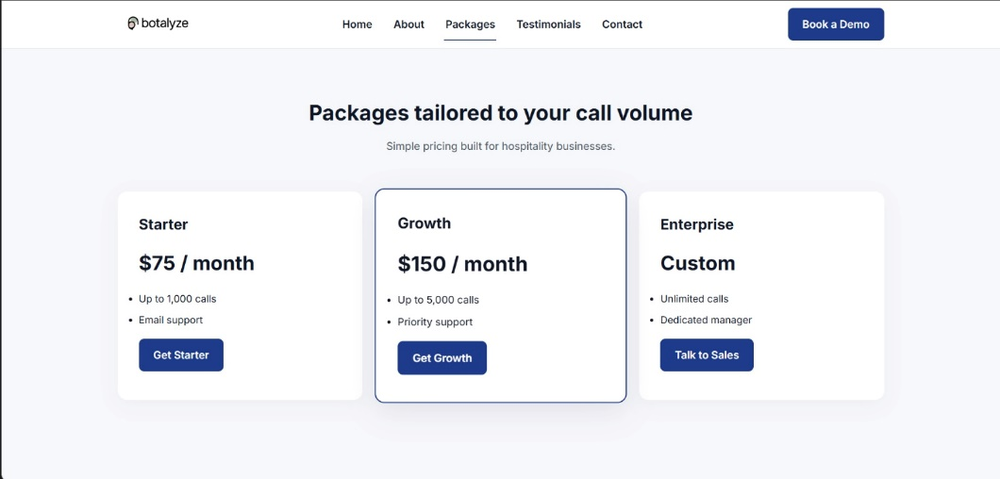 botalyze
Home
About
Packages
Testimonials
Contact
Book a Demo
Packages tailored to your call volume
Simple pricing built for hospitality businesses.
Starter
$75 / month
• Up to 1,000 calls
• Email support
Get Starter
Growth
$150 / month
• Up to 5,000 calls
• Priority support
Get Growth
Enterprise
Custom
• Unlimited calls
• Dedicated manager
Talk to Sales